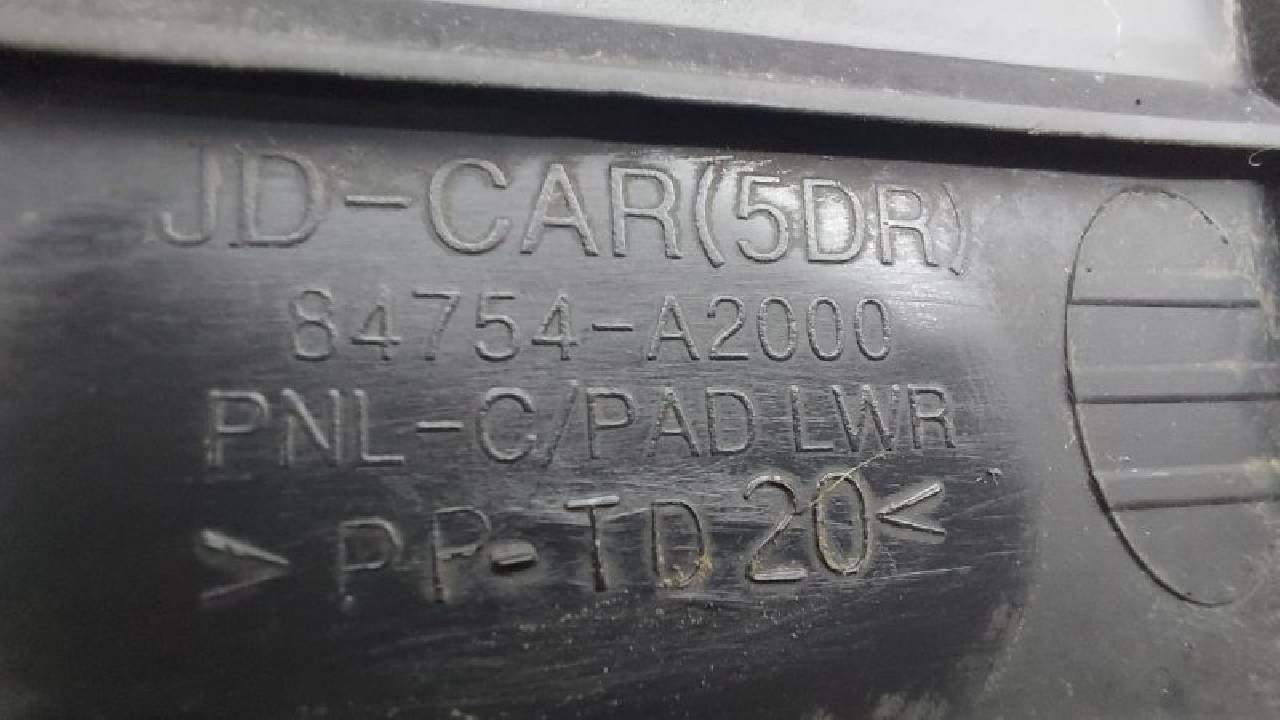 JD-CAR(5DR)
84754-A2000
PNL-C/PAD LWR
>PP-TD20<